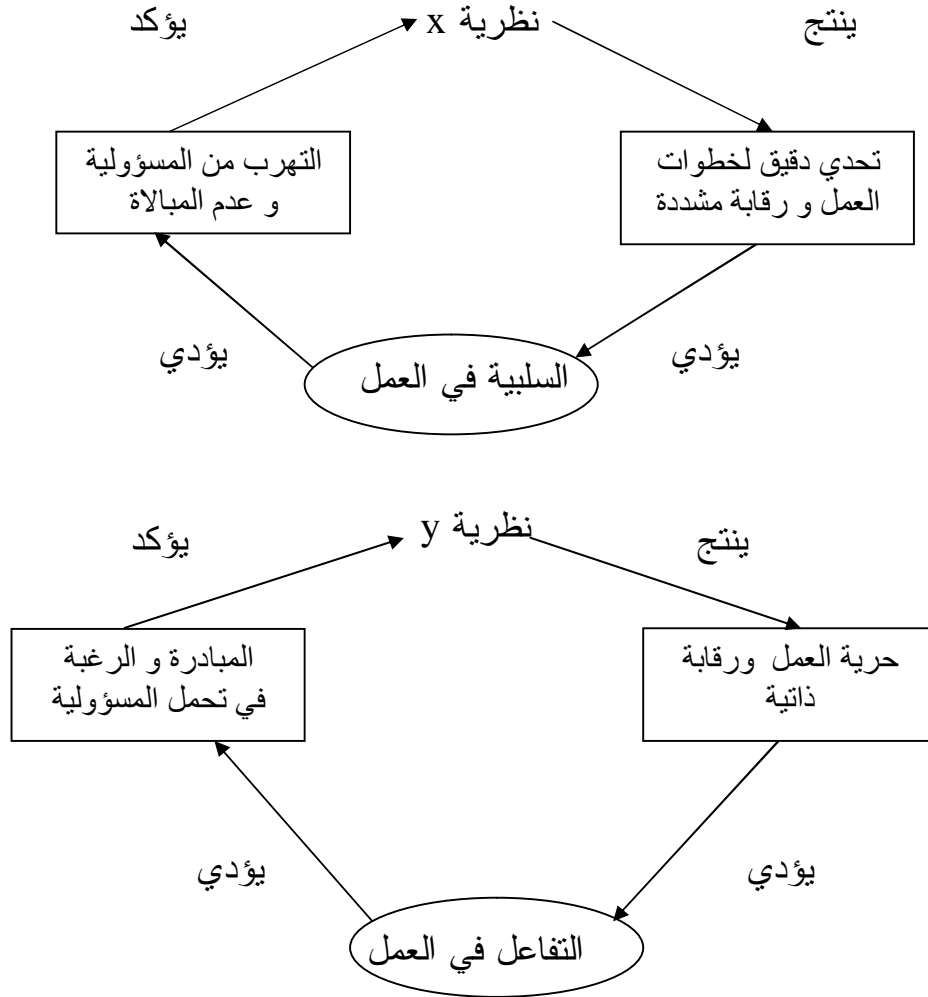 يؤكد
نظرية x
ينتج
التهرب من المسؤولية
و عدم المبالاة
تحدي دقيق لخطوات
العمل و رقابة مشددة
يؤدي
يؤدي
السلبية في العمل
يؤكد
نظرية y
ينتج
المبادرة و الرغبة
في تحمل المسؤولية
حرية العمل ورقابة
ذاتية
يؤدي
يؤدي
التفاعل في العمل